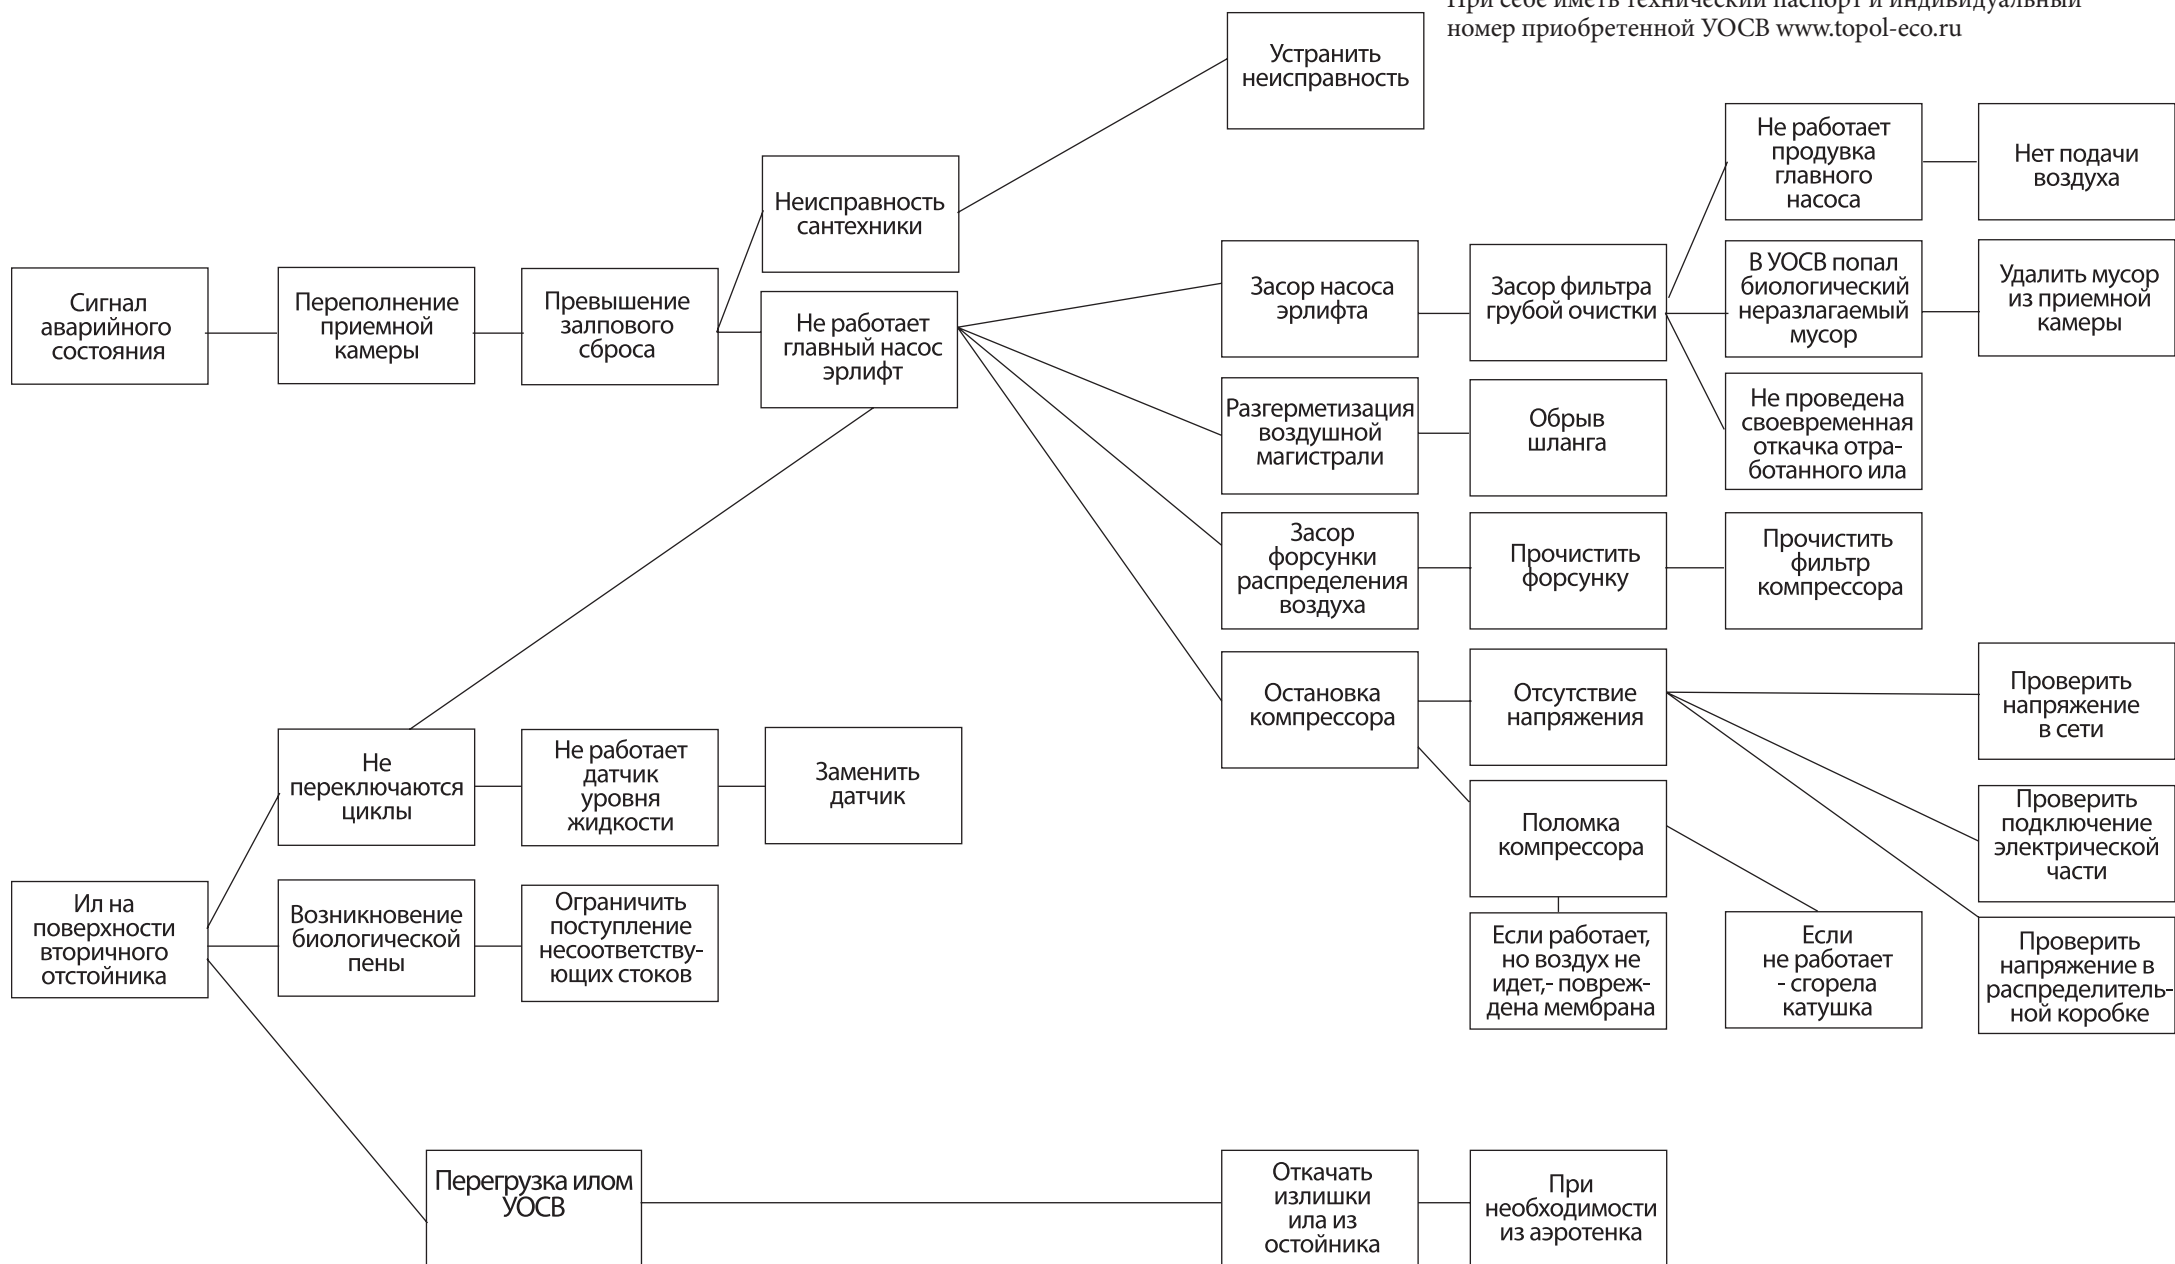 При себе иметь технический паспорт и индивидуальный
номер приобретенной УОСВ www.topol-eco.ru
Устранить
неисправность
Не работает
продувка
главного
насоса
Нет подачи
воздуха
Неисправность
сантехники
Сигнал
аварийного
состояния
Переполнение
приемной
камеры
Превышение
залпового
сброса
Не работает
главный насос
эрлифт
Засор насоса
эрлифта
Засор фильтра
грубой очистки
В УОСВ попал
биологический
неразлагаемый
мусор
Удалить мусор
из приемной
камеры
Разгерметизация
воздушной
магистрали
Обрыв
шланга
Не проведена
своевременная
откачка отра-
ботанного ила
Засор
форсунки
распределения
воздуха
Прочистить
форсунку
Прочистить
фильтр
компрессора
Остановка
компрессора
Отсутствие
напряжения
Проверить
напряжение
в сети
Не
переключаются
циклы
Не работает
датчик
уровня
жидкости
Заменить
датчик
Поломка
компрессора
Проверить
подключение
электрической
части
Ил на
поверхности
вторичного
отстойника
Возникновение
биологической
пены
Ограничить
поступление
несоответству-
ющих стоков
Если работает,
но воздух не
идет,- повреж-
дена мембрана
Если
не работает
- сгорела
катушка
Проверить
напряжение в
распределитель-
ной коробке
Перегрузка илом
УОСВ
Откачать
излишки
ила из
остойника
При
необходимости
из аэротенка